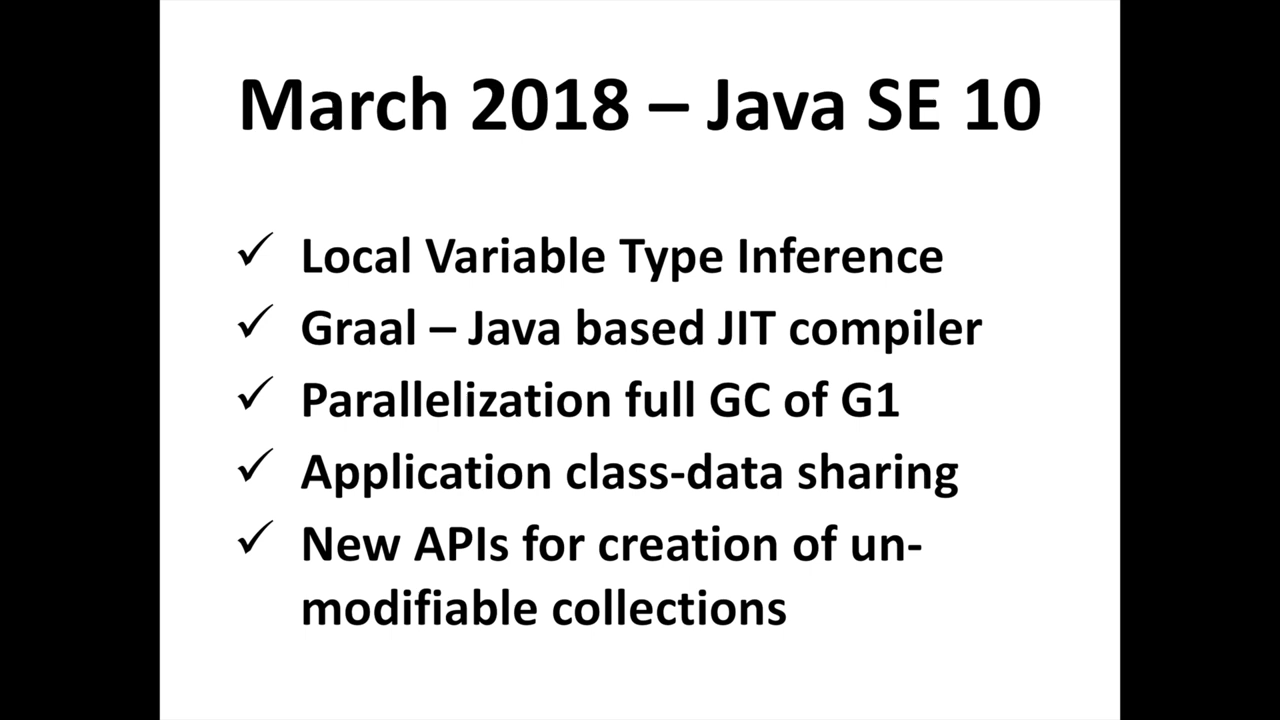 March 2018 – Java SE 10
✓ Local Variable Type Inference
✓ Graal – Java based JIT compiler
✓ Parallelization full GC of G1
✓ Application class-data sharing
✓ New APIs for creation of un-
modifiable collections